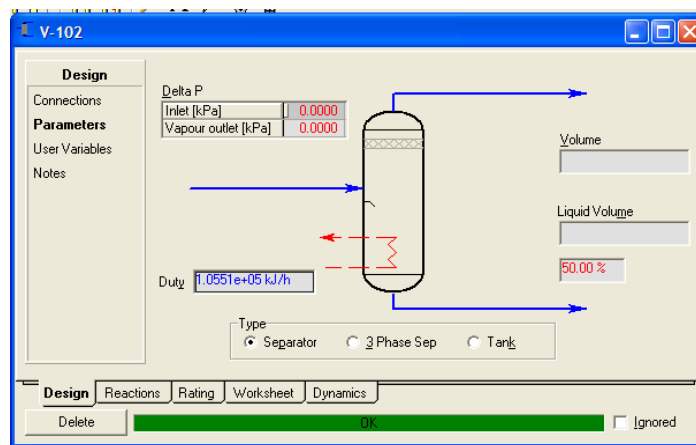 V-102
Design
Connections
Parameters
User Variables
Notes
Delta P
Inlet [kPa] 0.0000
Vapour outlet [kPa] 0.0000
Volume
Liquid Volume
50.00 %
Duty 1.0551e+05 kJ/h
Type
Separator 3 Phase Sep Tank
Design Reactions Rating Worksheet Dynamics
Delete OK Ignored